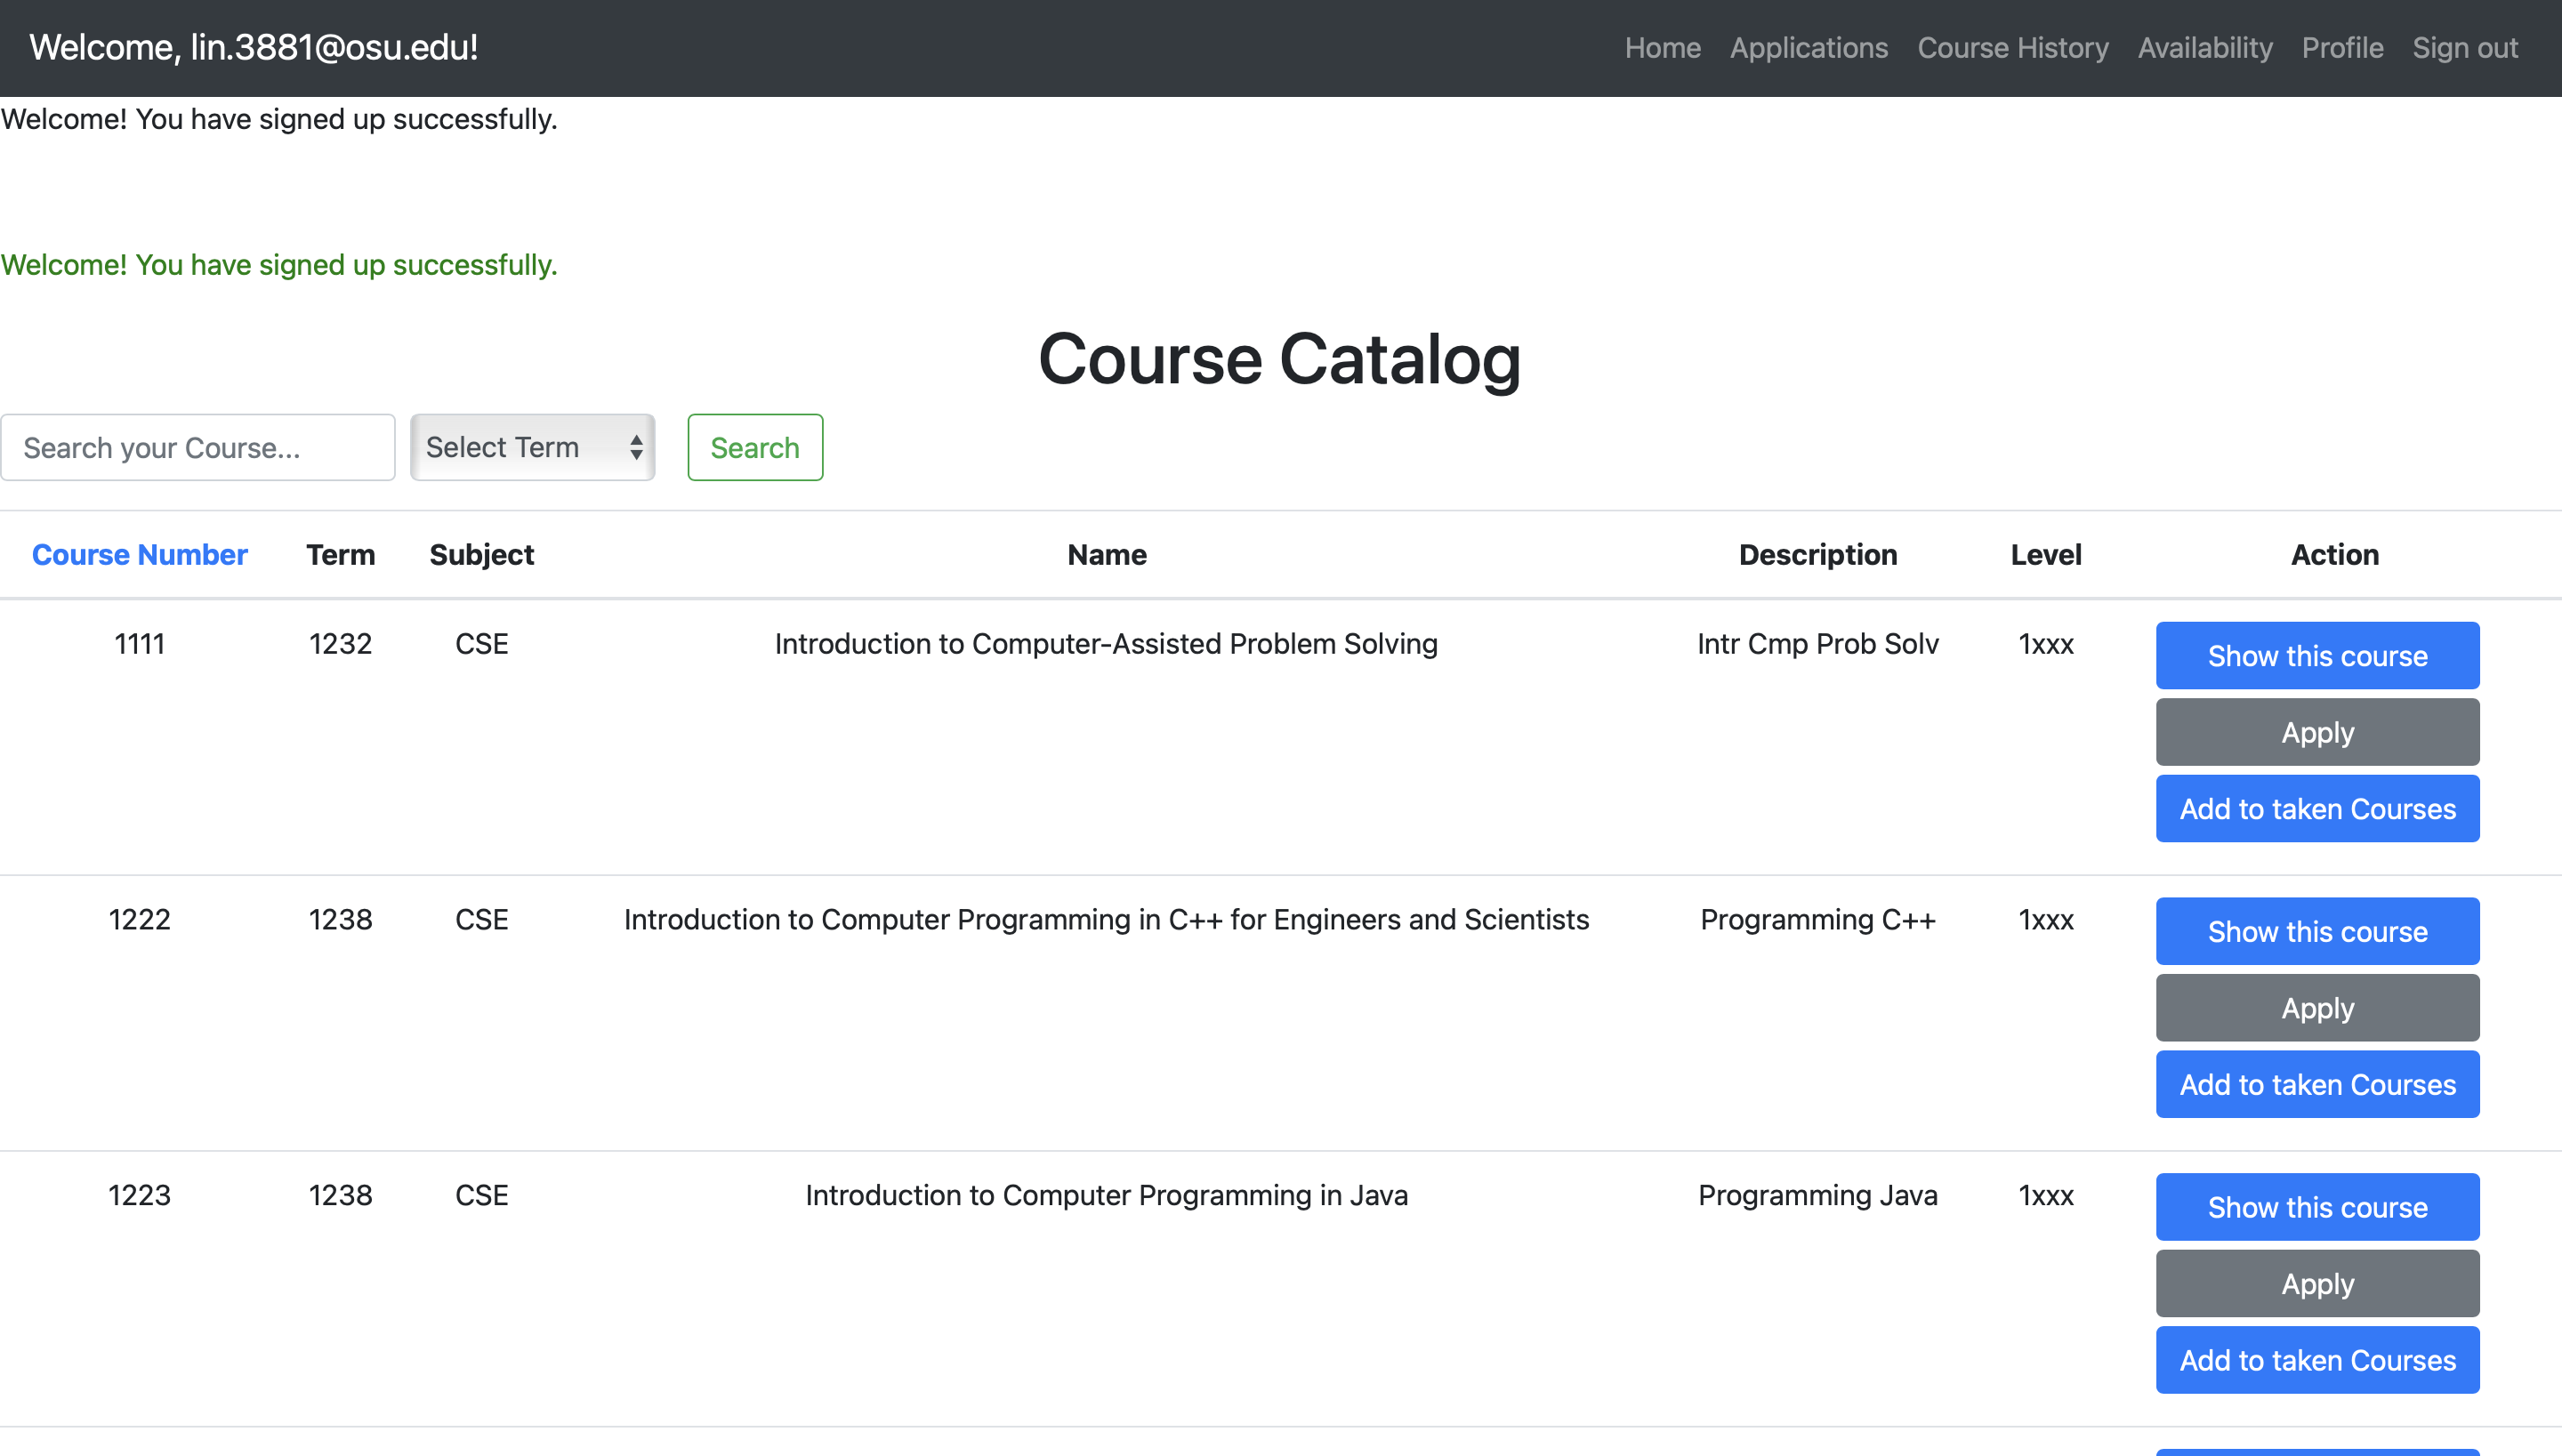 Welcome, lin.3881@osu.edu! Home Applications Course History Availability Profile Sign out
Welcome! You have signed up successfully.
Welcome! You have signed up successfully.
Course Catalog
Search your Course... Select Term Search
Course Number Term Subject Name Description Level Action
1111 1232 CSE Introduction to Computer-Assisted Problem Solving Intr Cmp Prob Solv 1xxx Show this course
Apply
Add to taken Courses
1222 1238 CSE Introduction to Computer Programming in C++ for Engineers and Scientists Programming C++ 1xxx Show this course
Apply
Add to taken Courses
1223 1238 CSE Introduction to Computer Programming in Java Programming Java 1xxx Show this course
Apply
Add to taken Courses